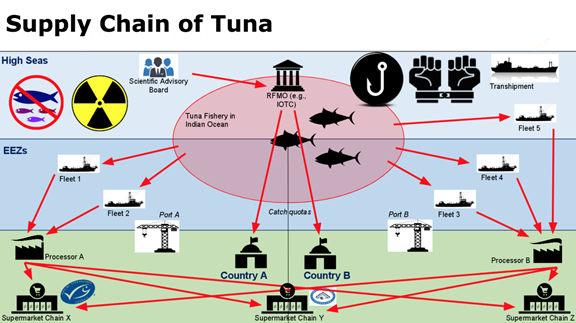 Supply Chain of Tuna
High Seas
Scientific Advisory
Board
RFMO (e.g.,
IOTC)
Transhipment
Tuna Fishery in
Indian Ocean
Fleet 5
EEZs
Fleet 1
Fleet 4
Fleet 2
Fleet 3
Catch quotas
Port A
Port B
Processor A
Country A
Country B
Processor B
Supermarket Chain X
Supermarket Chain Y
Supermarket Chain Z